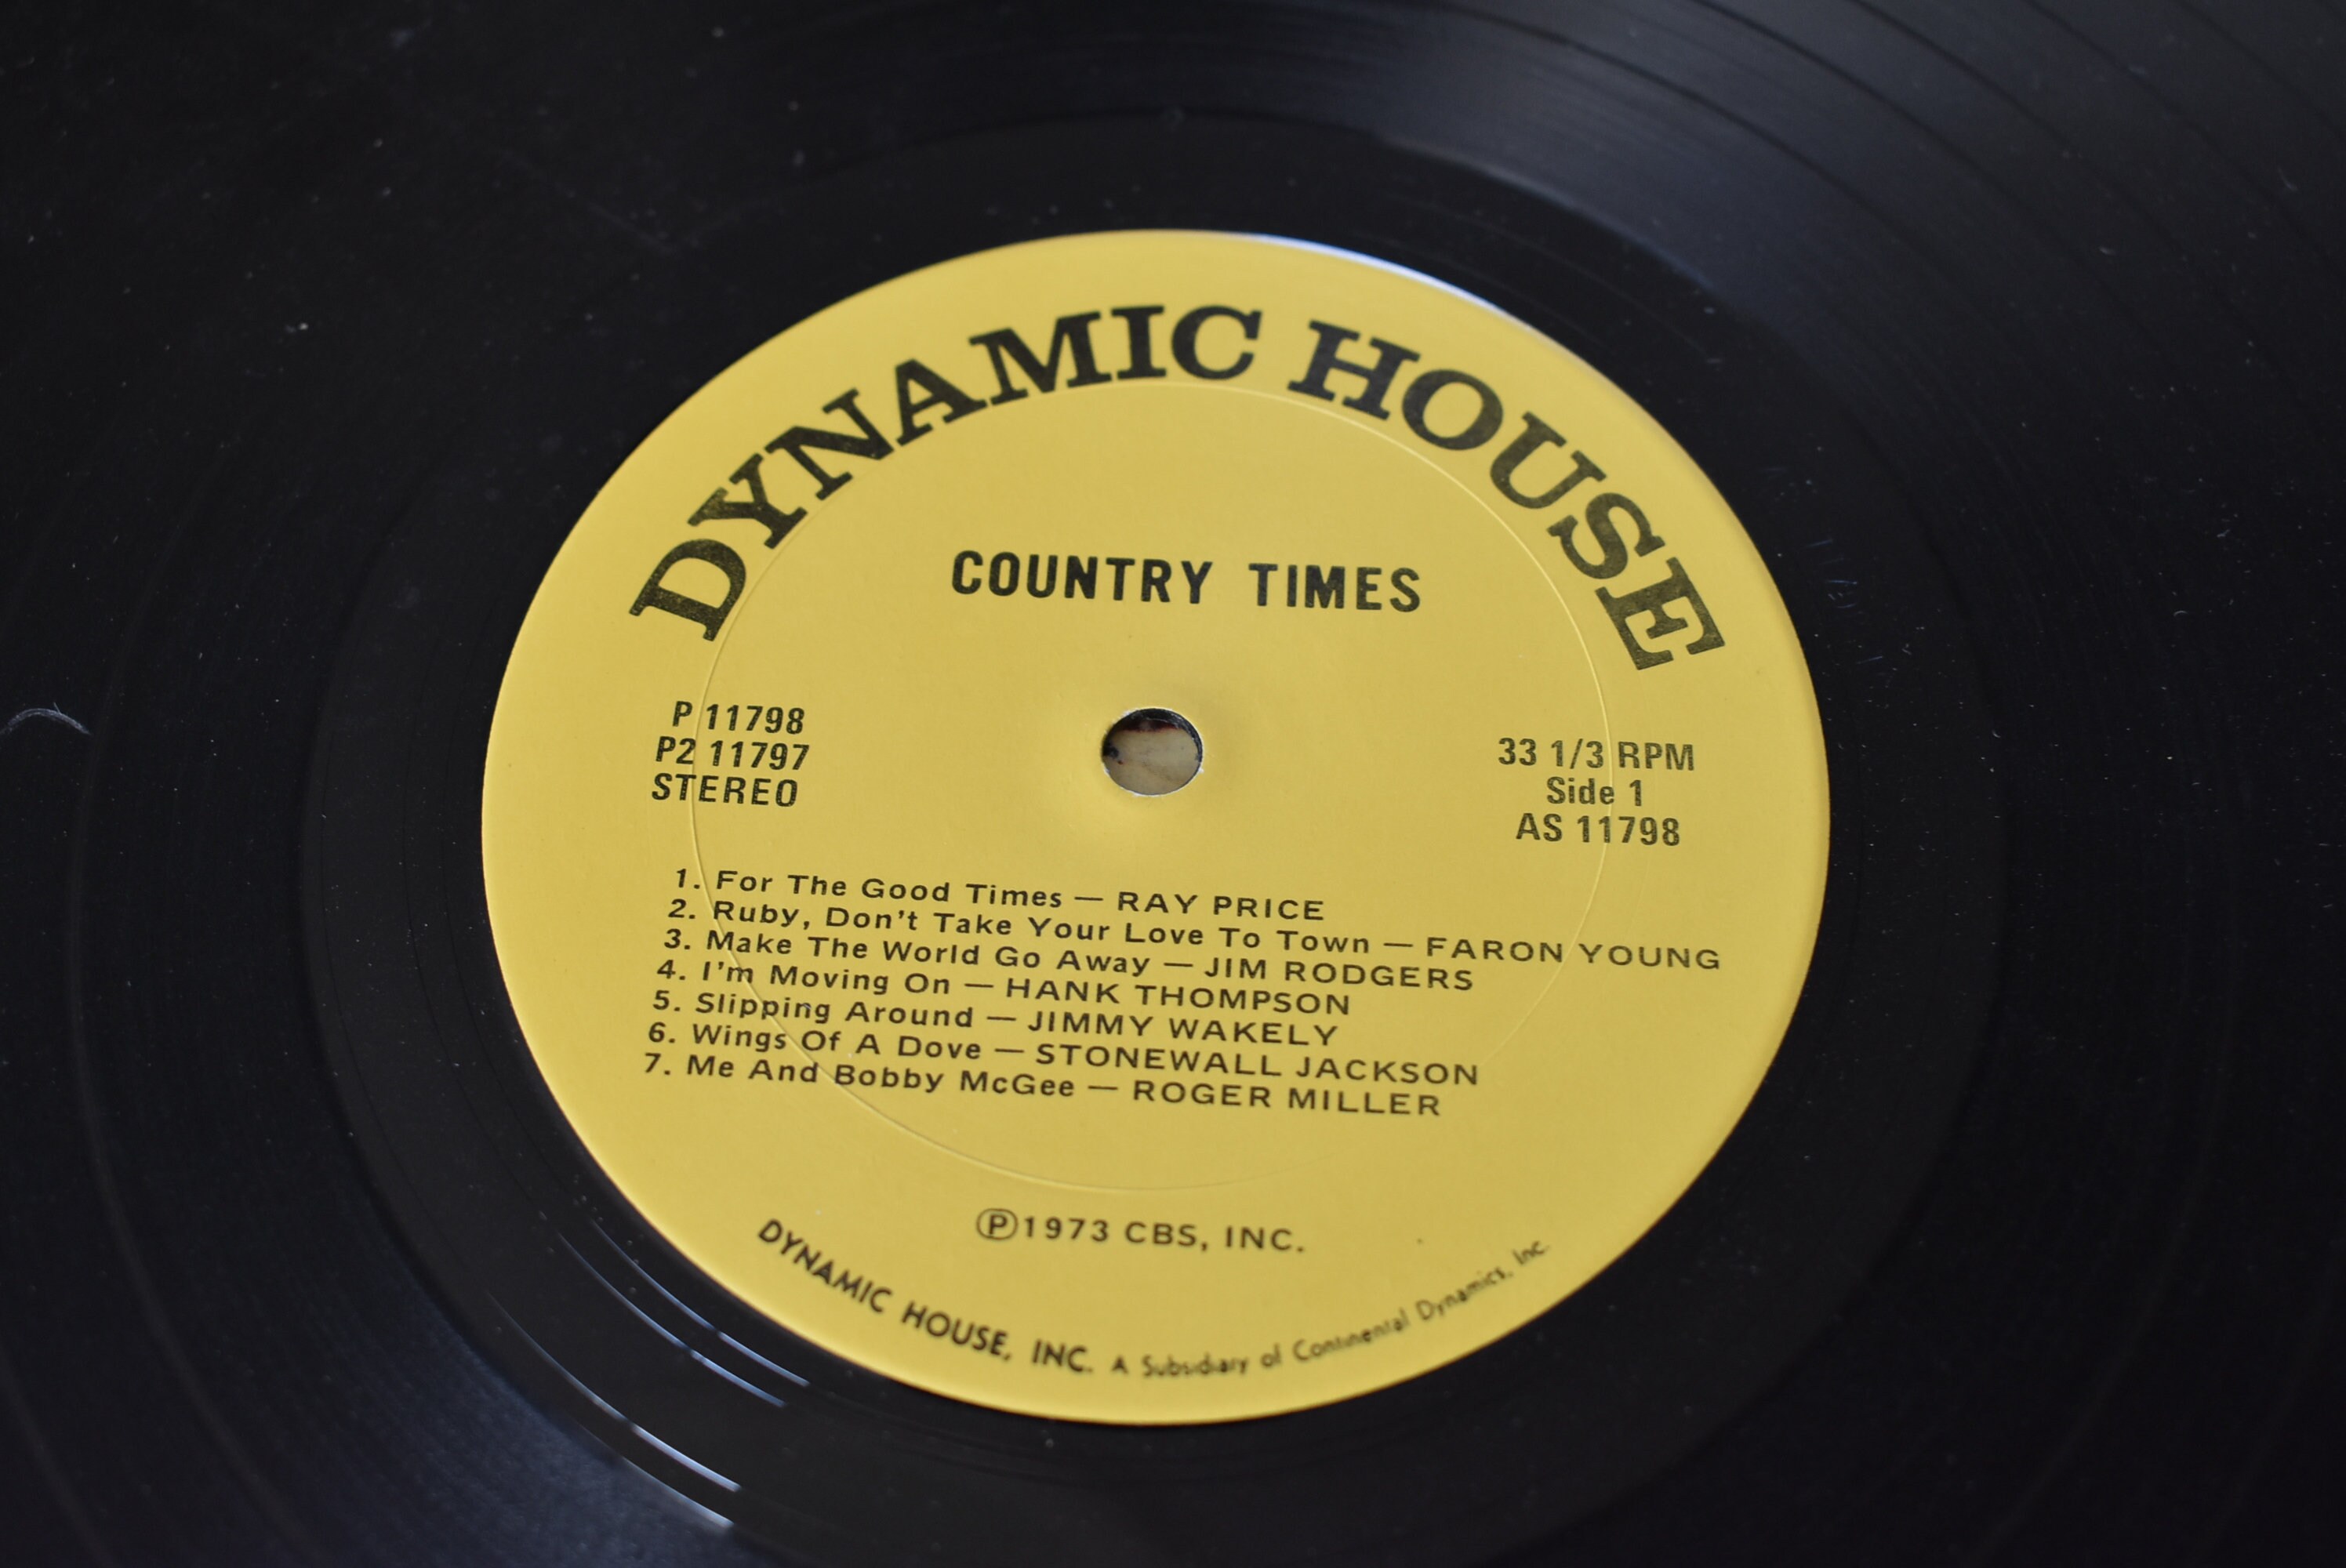 DYNAMIC HOUSE
COUNTRY TIMES
P 11798
P2 11797
STEREO
33 1/3 RPM
Side 1
AS 11798
1. For The Good Times — RAY PRICE
2. Ruby, Don't Take Your Love To Town — FARON YOUNG
3. Make The World Go Away — JIM RODGERS
4. I'm Moving On — HANK THOMPSON
5. Slipping Around — JIMMY WAKELY
6. Wings Of A Dove — STONEWALL JACKSON
7. Me And Bobby McGee — ROGER MILLER
Ⓟ1973 CBS, INC.
DYNAMIC HOUSE, INC. A Subsidiary of Continental Dynamics, Inc.